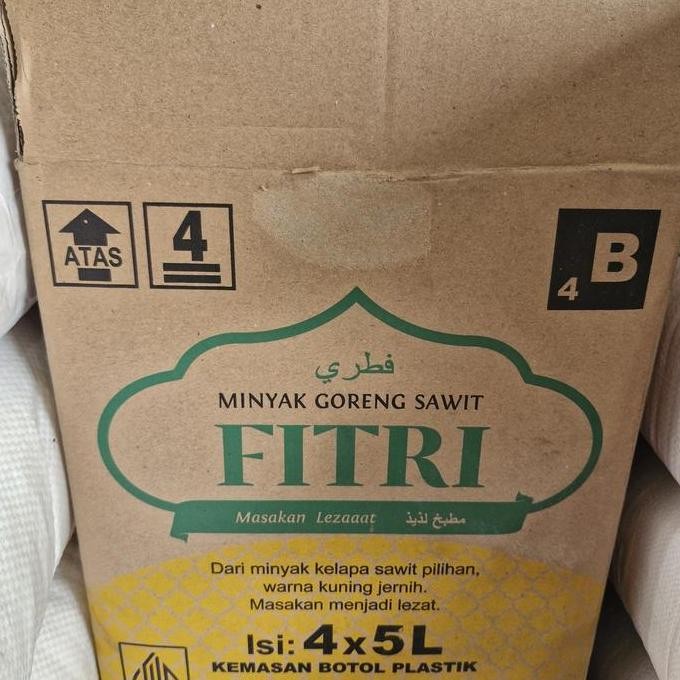 ATAS
4
B
4
فطري
MINYAK GORENG SAWIT
FITRI
Masakan Lezaaat مطبخ لذيذ
Dari minyak kelapa sawit pilihan,
warna kuning jernih.
Masakan menjadi lezat.
Isi: 4x5L
KEMASAN BOTOL PLASTIK